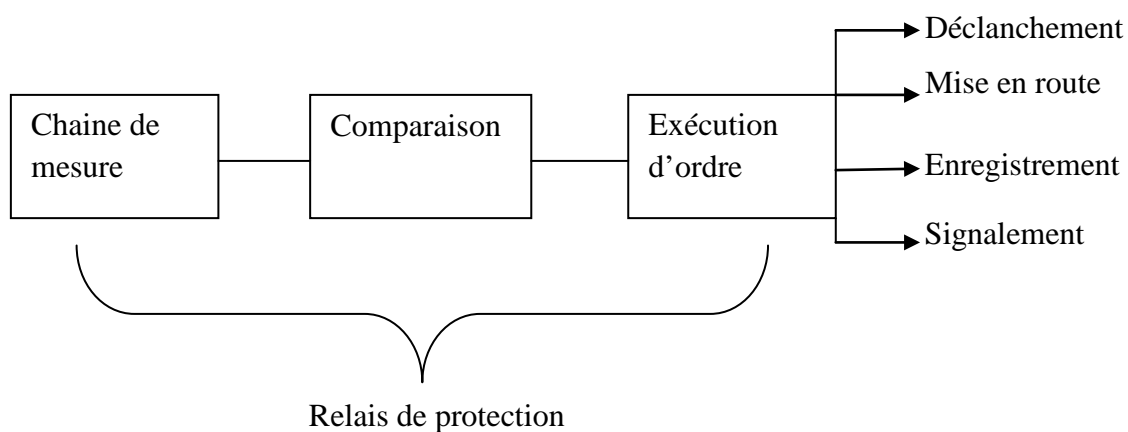 Déclanchement
Mise en route
Chaine de
mesure
Comparaison
Exécution
d’ordre
Enregistrement
Signalement
Relais de protection